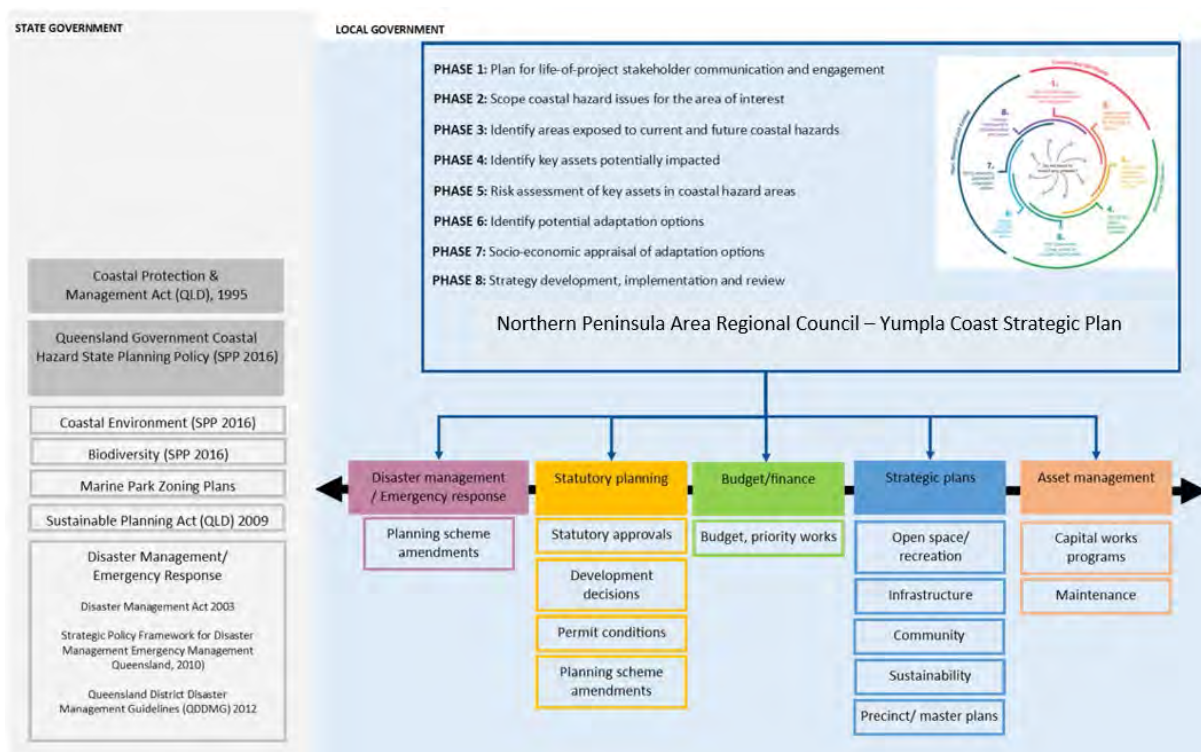 STATE GOVERNMENT
LOCAL GOVERNMENT
PHASE 1: Plan for life-of-project stakeholder communication and engagement
PHASE 2: Scope coastal hazard issues for the area of interest
PHASE 3: Identify areas exposed to current and future coastal hazards
PHASE 4: Identify key assets potentially impacted
PHASE 5: Risk assessment of key assets in coastal hazard areas
PHASE 6: Identify potential adaptation options
PHASE 7: Socio-economic appraisal of adaptation options
PHASE 8: Strategy development, implementation and review
1.
8.
7.
4.
Northern Peninsula Area Regional Council – Yumpla Coast Strategic Plan
Coastal Protection &
Management Act (QLD), 1995
Queensland Government Coastal
Hazard State Planning Policy (SPP 2016)
Coastal Environment (SPP 2016)
Biodiversity (SPP 2016)
Marine Park Zoning Plans
Sustainable Planning Act (QLD) 2009
Disaster Management/
Emergency Response
Disaster Management Act 2003
Strategic Policy Framework for Disaster
Management Emergency Management
Queensland, 2010)
Queensland District Disaster
Management Guidelines (QDDMG) 2012
Disaster management
/ Emergency response
Planning scheme
amendments
Statutory planning
Statutory approvals
Development
decisions
Permit conditions
Planning scheme
amendments
Budget/finance
Budget, priority works
Strategic plans
Open space/
recreation
Infrastructure
Community
Sustainability
Precinct/ master plans
Asset management
Capital works
programs
Maintenance